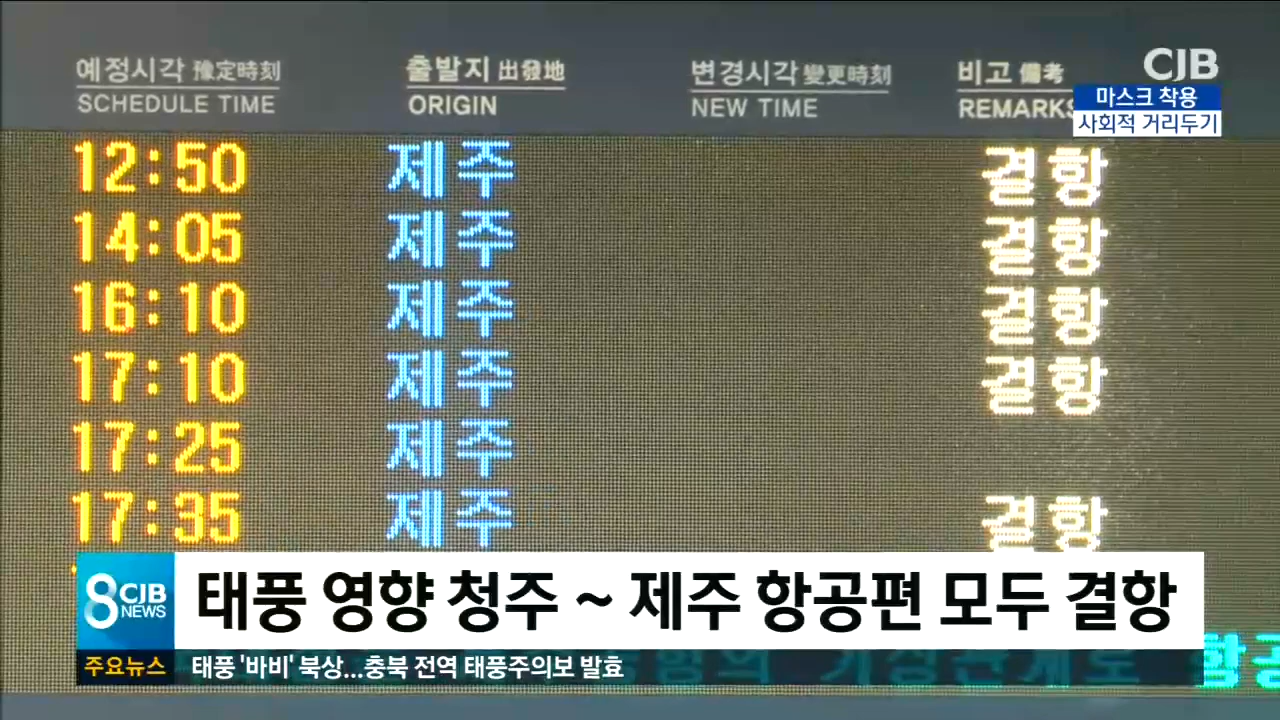 예정시각 豫定時刻 출발지 出發地 변경시각 變更時刻 비고 備考
SCHEDULE TIME ORIGIN NEW TIME REMARKS
CJB
마스크 착용
사회적 거리두기
12:50 제주 결항
14:05 제주 결항
16:10 제주 결항
17:10 제주 결항
17:25 제주
17:35 제주 결항
8 CJB NEWS
태풍 영향 청주 ~ 제주 항공편 모두 결항
주요뉴스 태풍 '바비' 북상...충북 전역 태풍주의보 발효